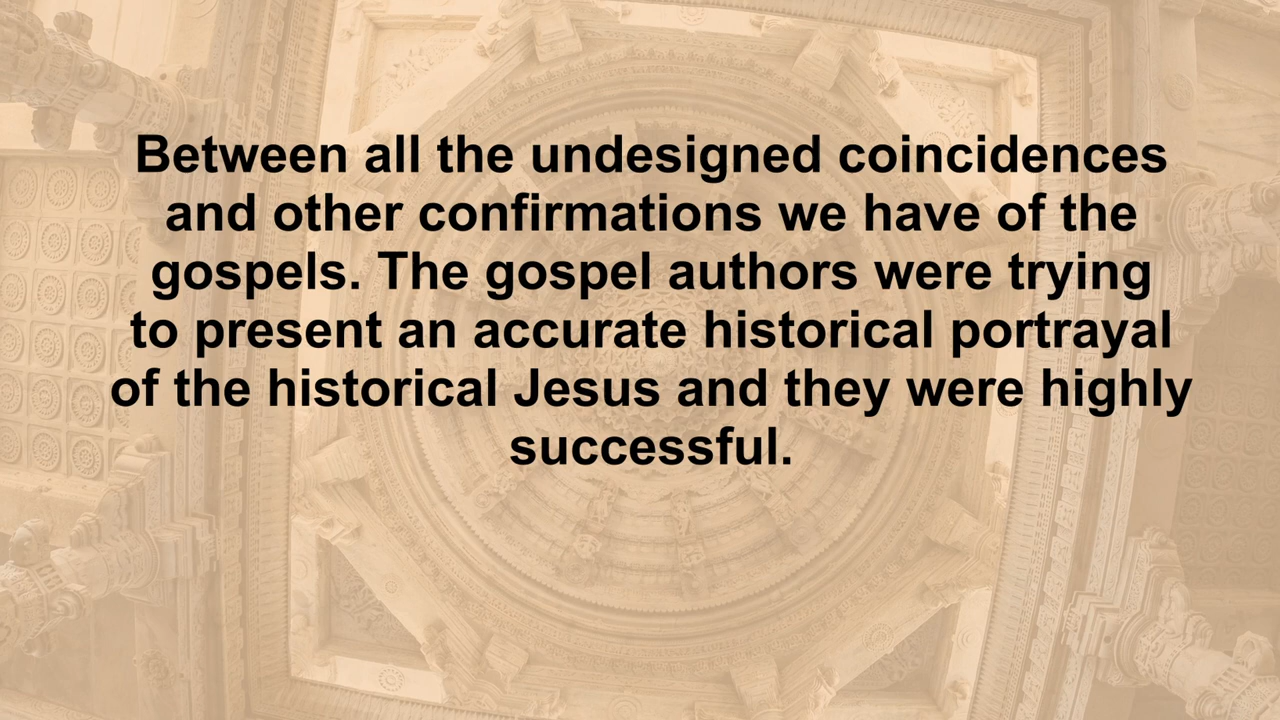 Between all the undesigned coincidences
and other confirmations we have of the
gospels. The gospel authors were trying
to present an accurate historical portrayal
of the historical Jesus and they were highly
successful.